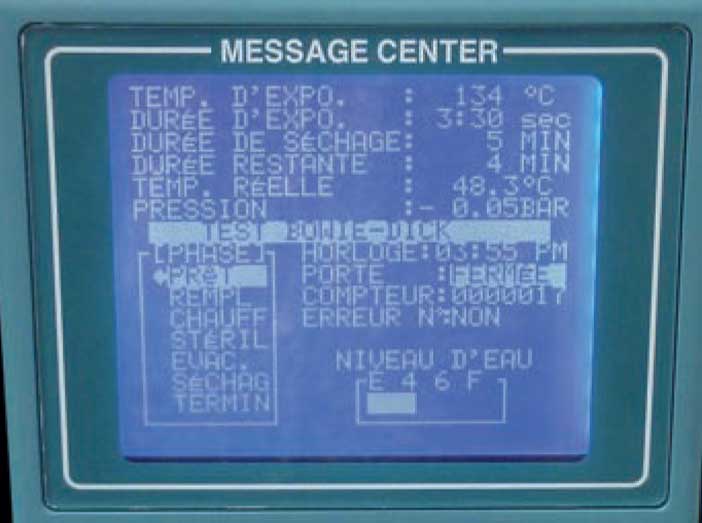 MESSAGE CENTER
TEMP. D'EXPO. : 134 °C
DURÉE D'EXPO. : 3:30 sec
DURÉE DE SÉCHAGE: 5 MIN
DURÉE RESTANTE : 4 MIN
TEMP. RÉELLE : 48.3°C
PRESSION :- 0.05BAR
TEST BOWIE-DICK
[PHASE] HORLOGE:03:55 PM
PRêT PORTE :FERMÉE
REMPL COMPTEUR:0000017
CHAUFF ERREUR N°:NON
STÉRIL
EVAC. NIVEAU D'EAU
SÉCHAG E 4 6 F
TERMIN